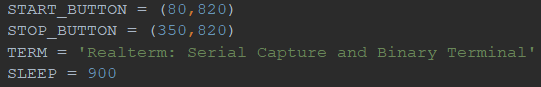 START_BUTTON = (80,820)
STOP_BUTTON = (350,820)
TERM = 'Realterm: Serial Capture and Binary Terminal'
SLEEP = 900